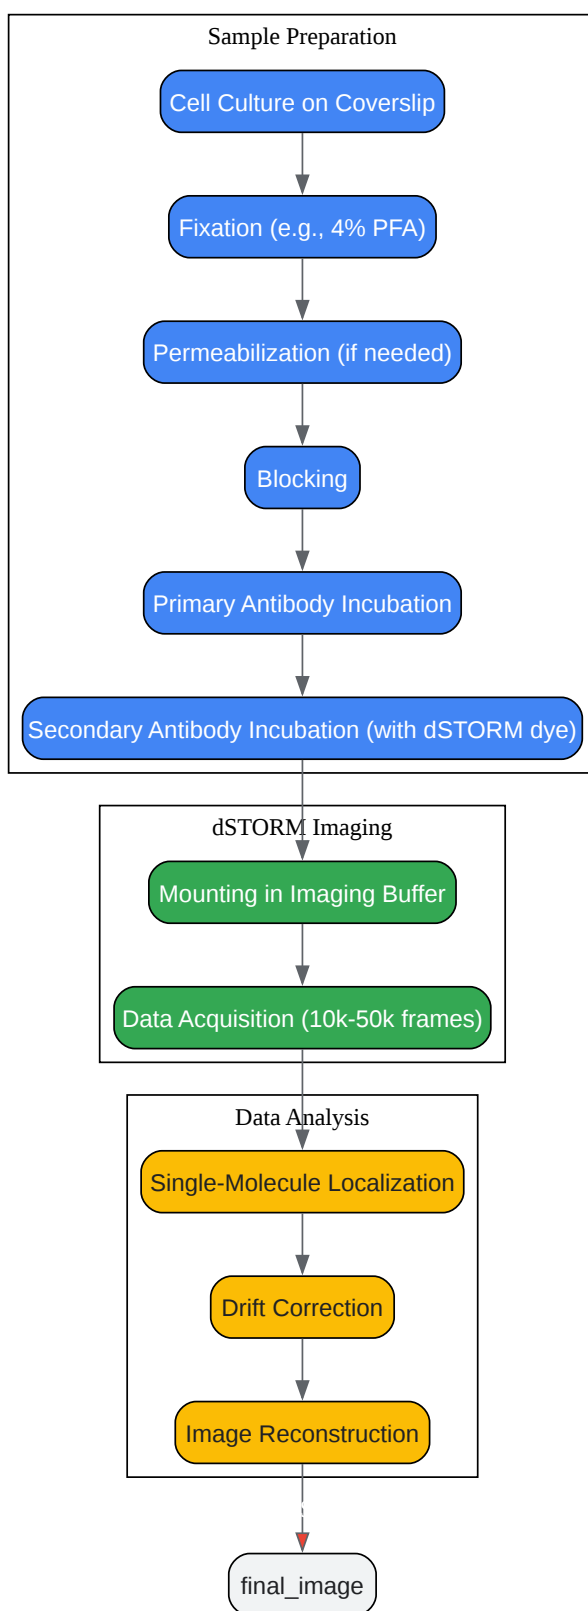 Sample Preparation
Cell Culture on Coverslip
Fixation (e.g., 4% PFA)
Permeabilization (if needed)
Blocking
Primary Antibody Incubation
Secondary Antibody Incubation (with dSTORM dye)
dSTORM Imaging
Mounting in Imaging Buffer
Data Acquisition (10k-50k frames)
Data Analysis
Single-Molecule Localization
Drift Correction
Image Reconstruction
final_image